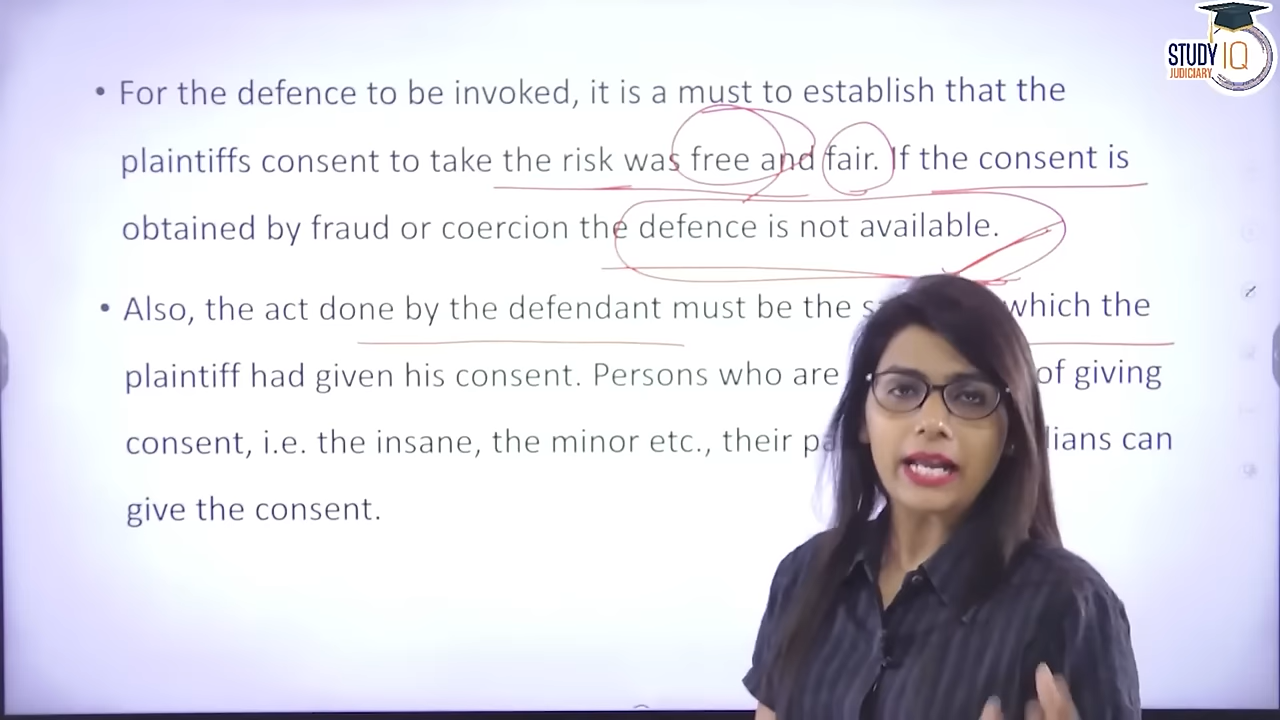 STUDY IQ
JUDICIARY
• For the defence to be invoked, it is a must to establish that the
plaintiffs consent to take the risk was free and fair. If the consent is
obtained by fraud or coercion the defence is not available.
• Also, the act done by the defendant must be the which the
plaintiff had given his consent. Persons who are of giving
consent, i.e. the insane, the minor etc., their can
give the consent.